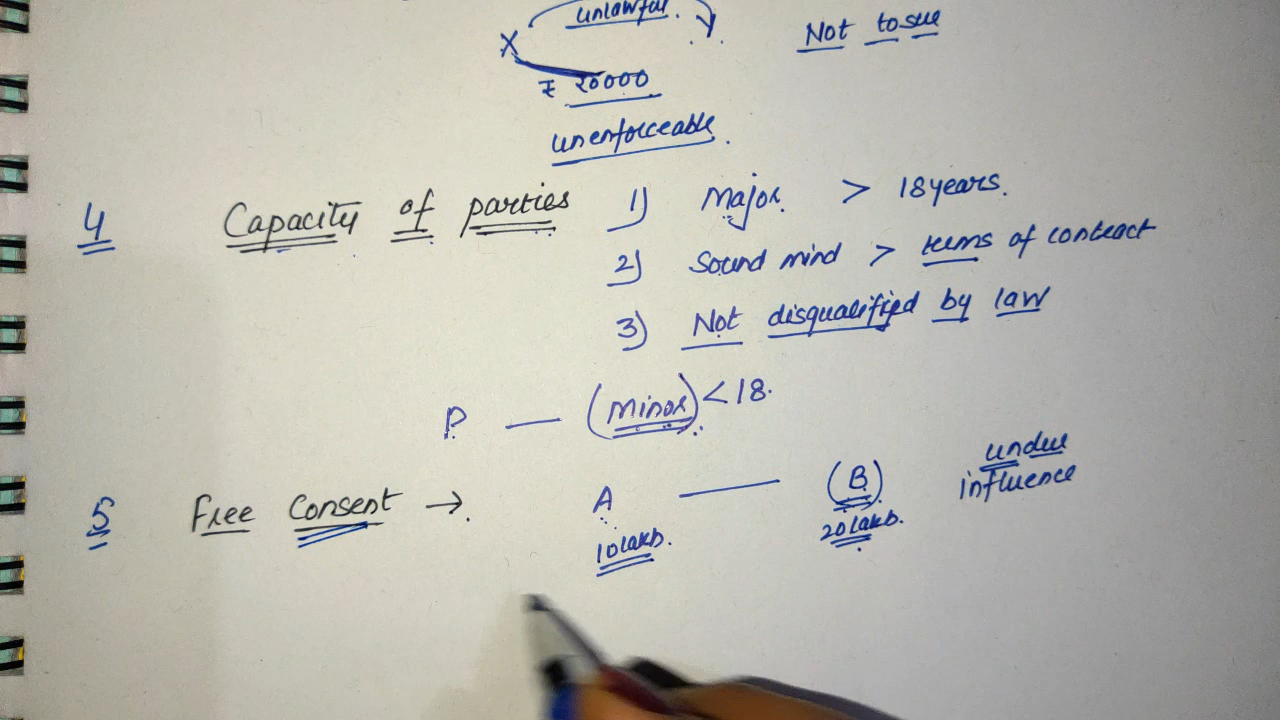 unlawful.
X Y Not to sue
₹ 20000
unenforceable.
4 Capacity of parties 1) Major > 18 years.
2) Sound mind > terms of contract
3) Not disqualified by law
P — (Minor) < 18.
5 Free Consent → A — (B) undue influence
10 lakh. 20 lakh.